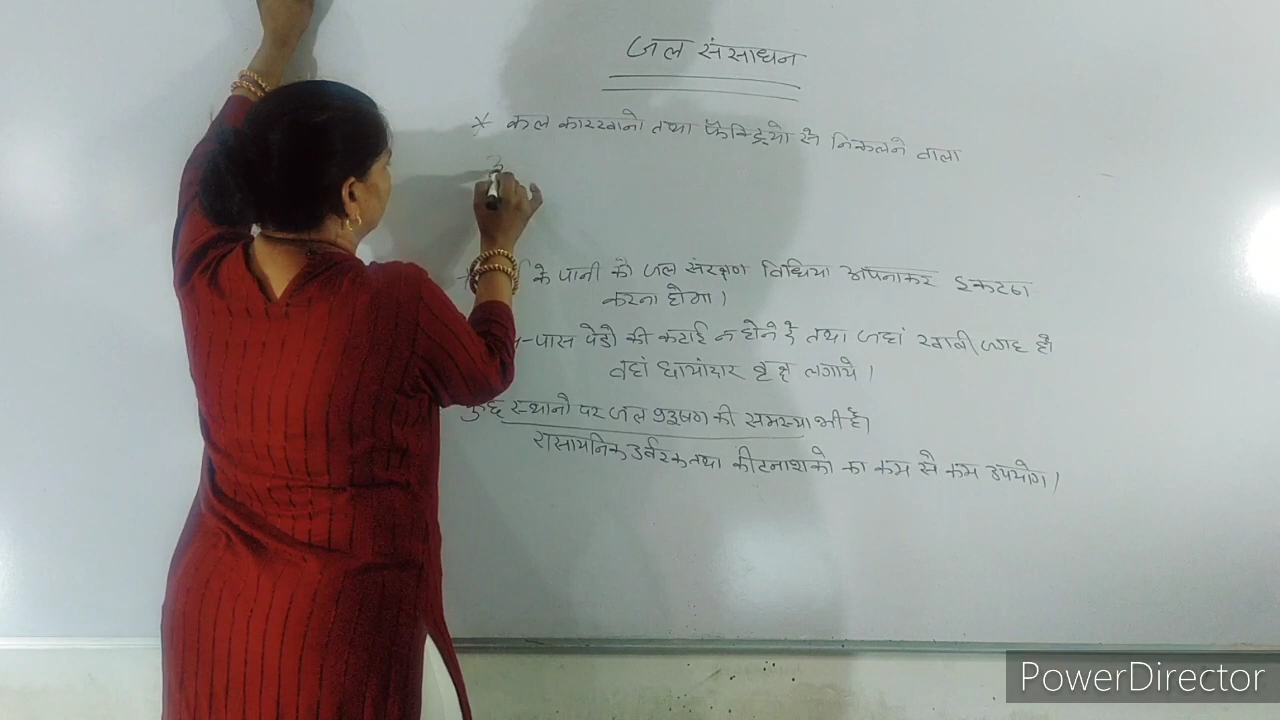 जल संसाधन
* कल कारखानो तथा फैक्ट्रियो से निकलने वाला
के पानी को जल संरक्षण विधिया अपनाकर इकटठा
करना होगा।
-पास पेडो की कटाई न होने दे तथा जहां खाली जगह हो
वहां छायांदार वृक्ष लगाये।
कुछ स्थानो पर जल प्रदूषण की समस्या भी है।
रासायनिक उर्वरक तथा कीटनाशको का कम से कम उपयोग।
PowerDirector